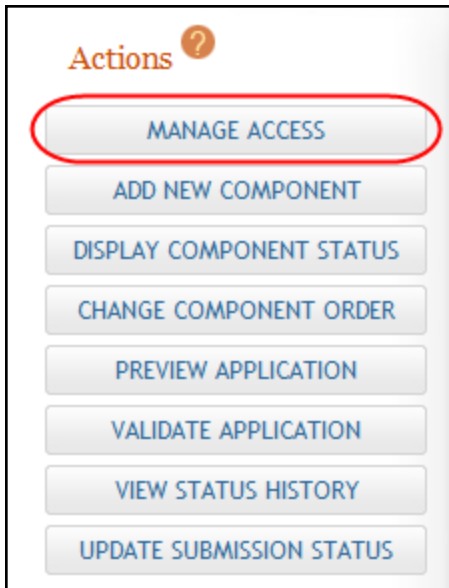 Actions ?
MANAGE ACCESS
ADD NEW COMPONENT
DISPLAY COMPONENT STATUS
CHANGE COMPONENT ORDER
PREVIEW APPLICATION
VALIDATE APPLICATION
VIEW STATUS HISTORY
UPDATE SUBMISSION STATUS